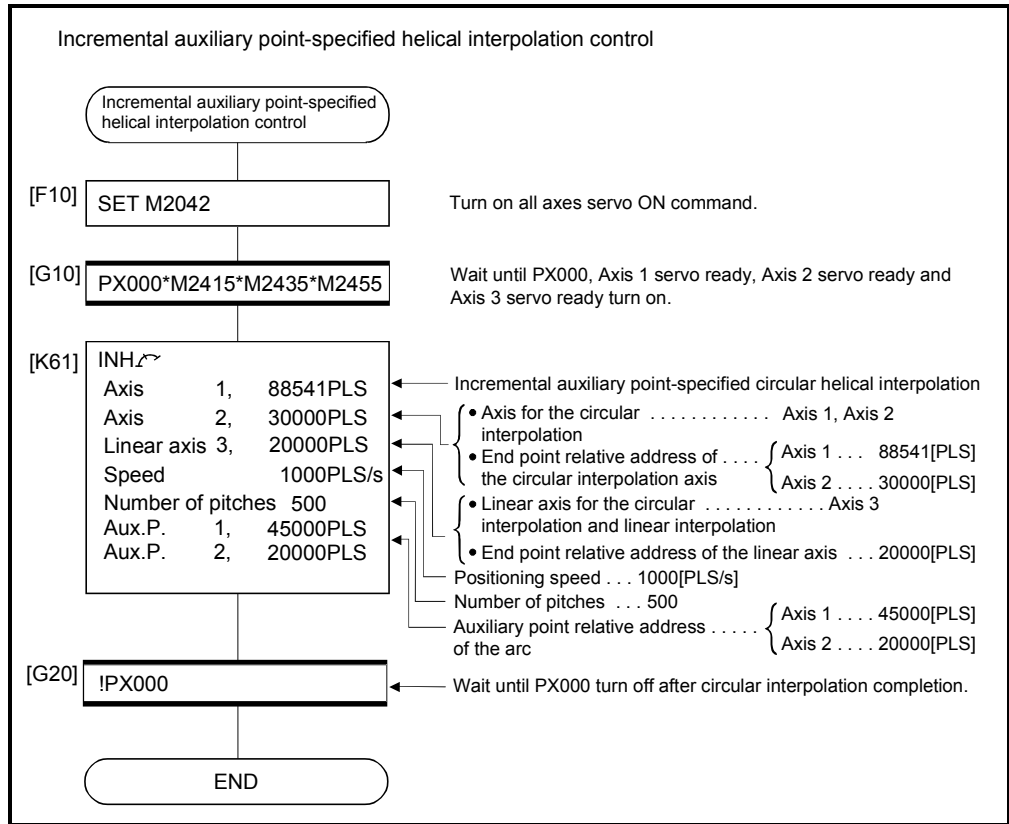 Incremental auxiliary point-specified helical interpolation control
Incremental auxiliary point-specified
helical interpolation control
[F10]
SET M2042
Turn on all axes servo ON command.
[G10]
PX000*M2415*M2435*M2455
Wait until PX000, Axis 1 servo ready, Axis 2 servo ready and
Axis 3 servo ready turn on.
[K61]
INH
Axis 1, 88541PLS
Axis 2, 30000PLS
Linear axis 3, 20000PLS
Speed 1000PLS/s
Number of pitches 500
Aux.P. 1, 45000PLS
Aux.P. 2, 20000PLS
Incremental auxiliary point-specified circular helical interpolation
• Axis for the circular . . . . . . . . . . . . Axis 1, Axis 2
interpolation
• End point relative address of . . . . Axis 1 . . . 88541[PLS]
the circular interpolation axis Axis 2 . . . . 30000[PLS]
• Linear axis for the circular . . . . . . . . . . . . Axis 3
interpolation and linear interpolation
• End point relative address of the linear axis . . . 20000[PLS]
Positioning speed . . . 1000[PLS/s]
Number of pitches . . . 500
Auxiliary point relative address . . . . . Axis 1 . . . . 45000[PLS]
of the arc Axis 2 . . . . 20000[PLS]
[G20]
!PX000
Wait until PX000 turn off after circular interpolation completion.
END